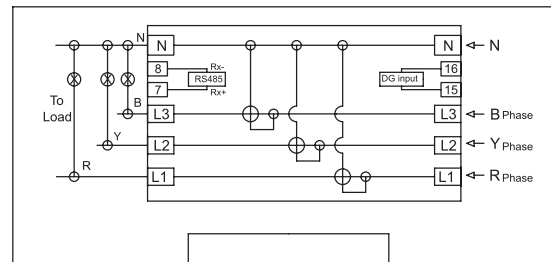 N N N N
8 Rx- 16
RS485 DG input
7 Rx+ 15
To
Load
B L3 L3 B Phase
Y L2 L2 Y Phase
R L1 L1 R Phase